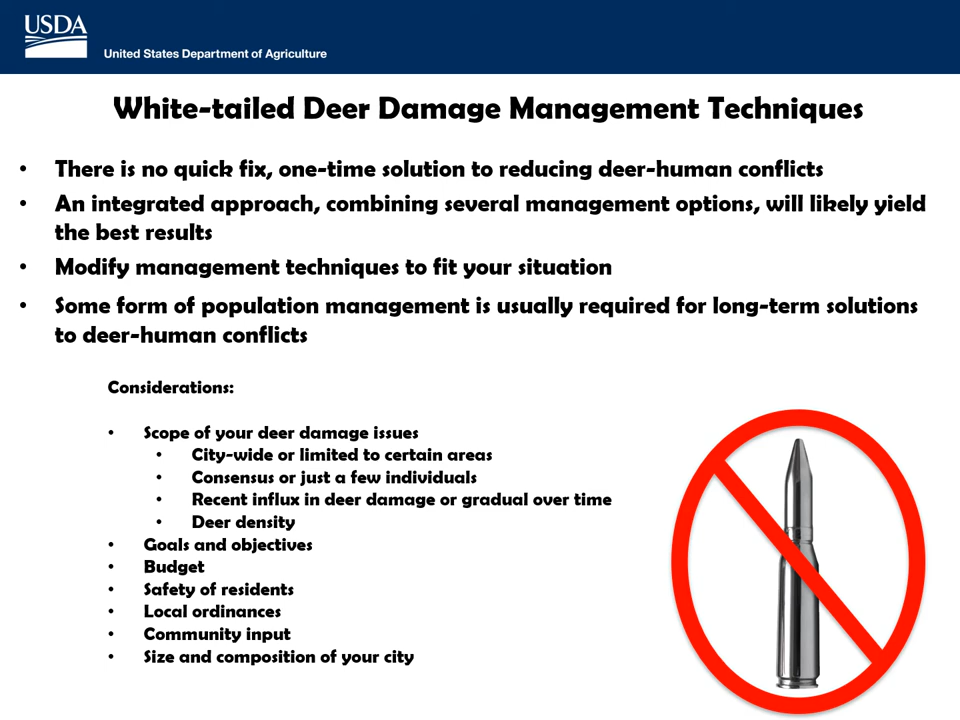 USDA
United States Department of Agriculture
White-tailed Deer Damage Management Techniques
• There is no quick fix, one-time solution to reducing deer-human conflicts
• An integrated approach, combining several management options, will likely yield
the best results
• Modify management techniques to fit your situation
• Some form of population management is usually required for long-term solutions
to deer-human conflicts
Considerations:
• Scope of your deer damage issues
• City-wide or limited to certain areas
• Consensus or just a few individuals
• Recent influx in deer damage or gradual over time
• Deer density
• Goals and objectives
• Budget
• Safety of residents
• Local ordinances
• Community input
• Size and composition of your city